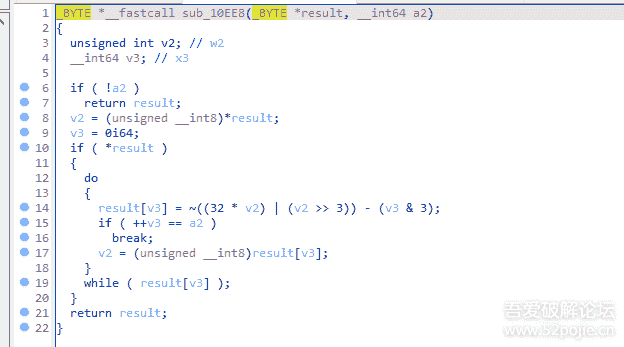 1 _BYTE *__fastcall sub_10EE8(_BYTE *result, __int64 a2)
2 {
3 unsigned int v2; // w2
4 __int64 v3; // x3
5
6 if ( !a2 )
7 return result;
8 v2 = (unsigned __int8)*result;
9 v3 = 0i64;
10 if ( *result )
11 {
12 do
13 {
14 result[v3] = ~((32 * v2) | (v2 >> 3)) - (v3 & 3);
15 if ( ++v3 == a2 )
16 break;
17 v2 = (unsigned __int8)result[v3];
18 }
19 while ( result[v3] );
20 }
21 return result;
22 }
吾爱破解论坛
www.52pojie.cn